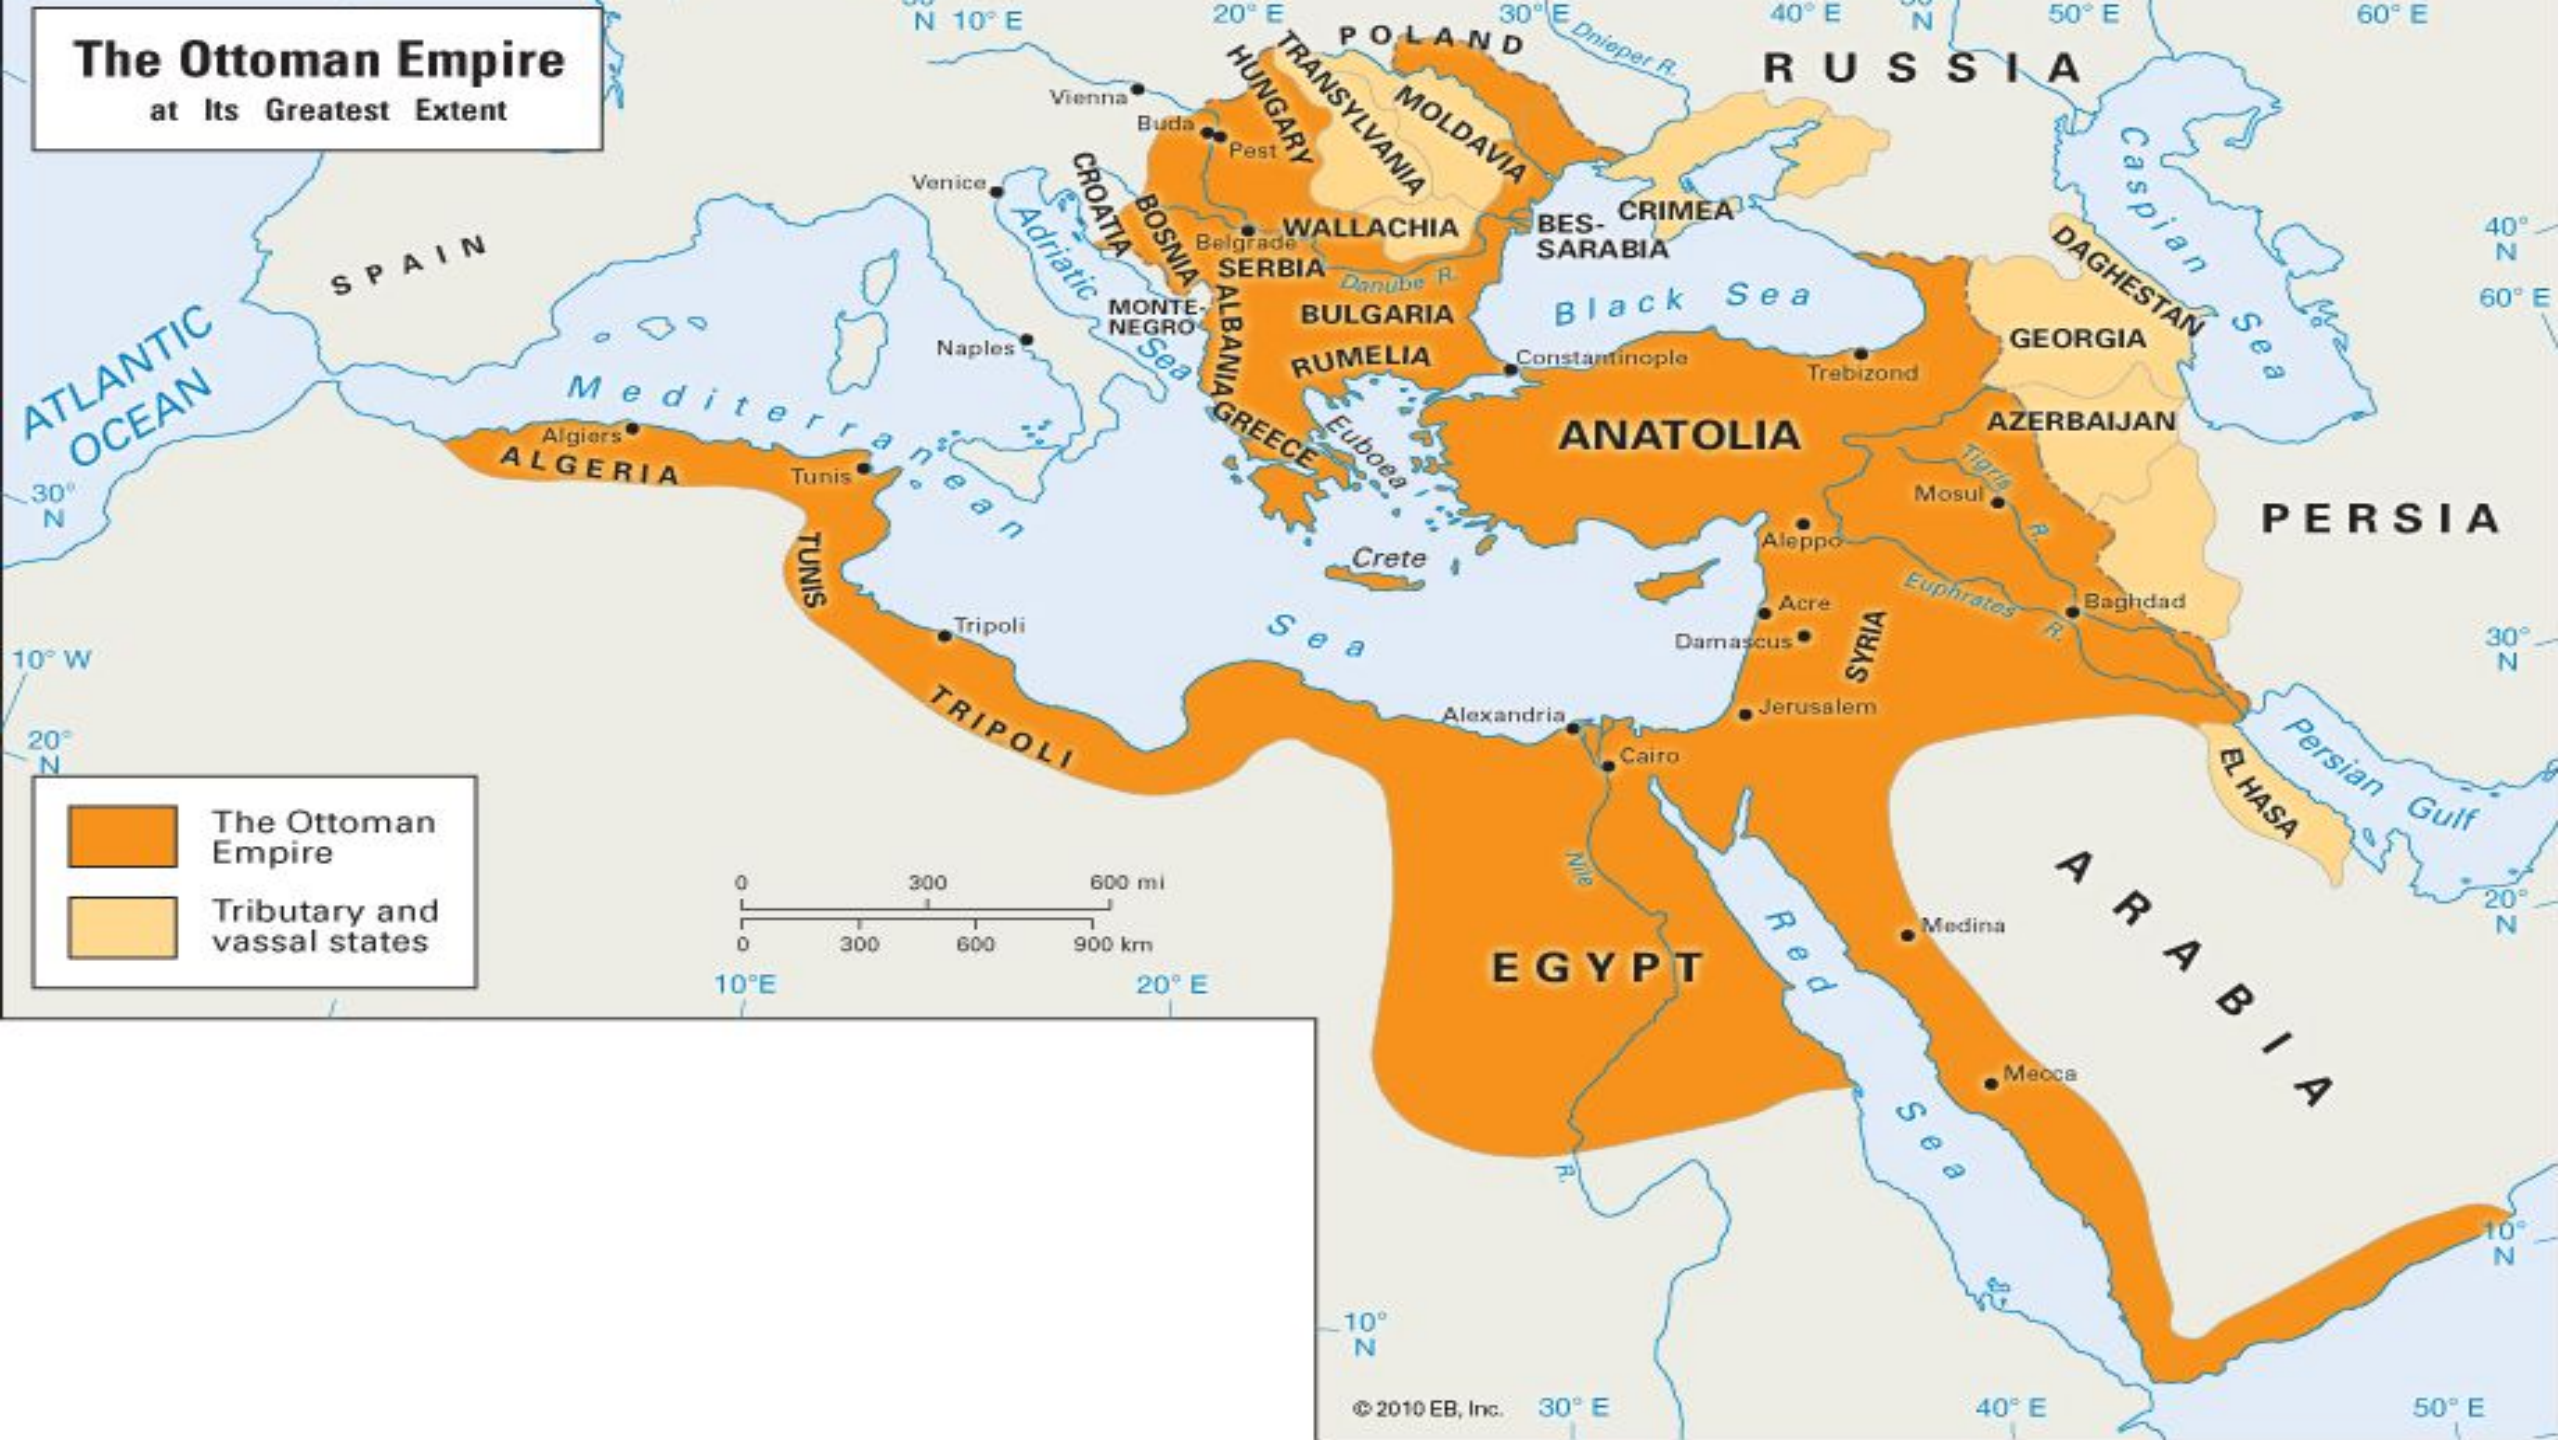 The Ottoman Empire
at Its Greatest Extent
N 10° E
20° E
30° E
40° E
N
50° E
60° E
POLAND
Dnieper R.
RUSSIA
HUNGARY
TRANSYLVANIA
MOLDAVIA
Vienna
Buda
Pest
Venice
CROATIA
BOSNIA
Belgrade
WALLACHIA
BES-
SARABIA
CRIMEA
Caspian Sea
40°
N
60° E
DAGHESTAN
SPAIN
Adriatic Sea
SERBIA
Danube R.
Black Sea
MONTE-
NEGRO
ALBANIA
BULGARIA
GEORGIA
ATLANTIC
OCEAN
Naples
RUMELIA
Constantinople
Trebizond
Mediterranean Sea
GREECE
Euboea
ANATOLIA
AZERBAIJAN
Algiers
ALGERIA
Tunis
TUNIS
Tigris R.
Mosul
PERSIA
30°
N
Crete
Aleppo
Euphrates R.
Acre
Baghdad
Damascus
SYRIA
Tripoli
TRIPOLI
30°
N
10° W
Alexandria
Jerusalem
Cairo
20°
N
Persian Gulf
EL HASA
Nile R.
The Ottoman
Empire
Tributary and
vassal states
0 300 600 mi
0 300 600 900 km
10°E
20° E
EGYPT
Red Sea
Medina
ARABIA
20°
N
Mecca
10°
N
10°
N
© 2010 EB, Inc.
30° E
40° E
50° E